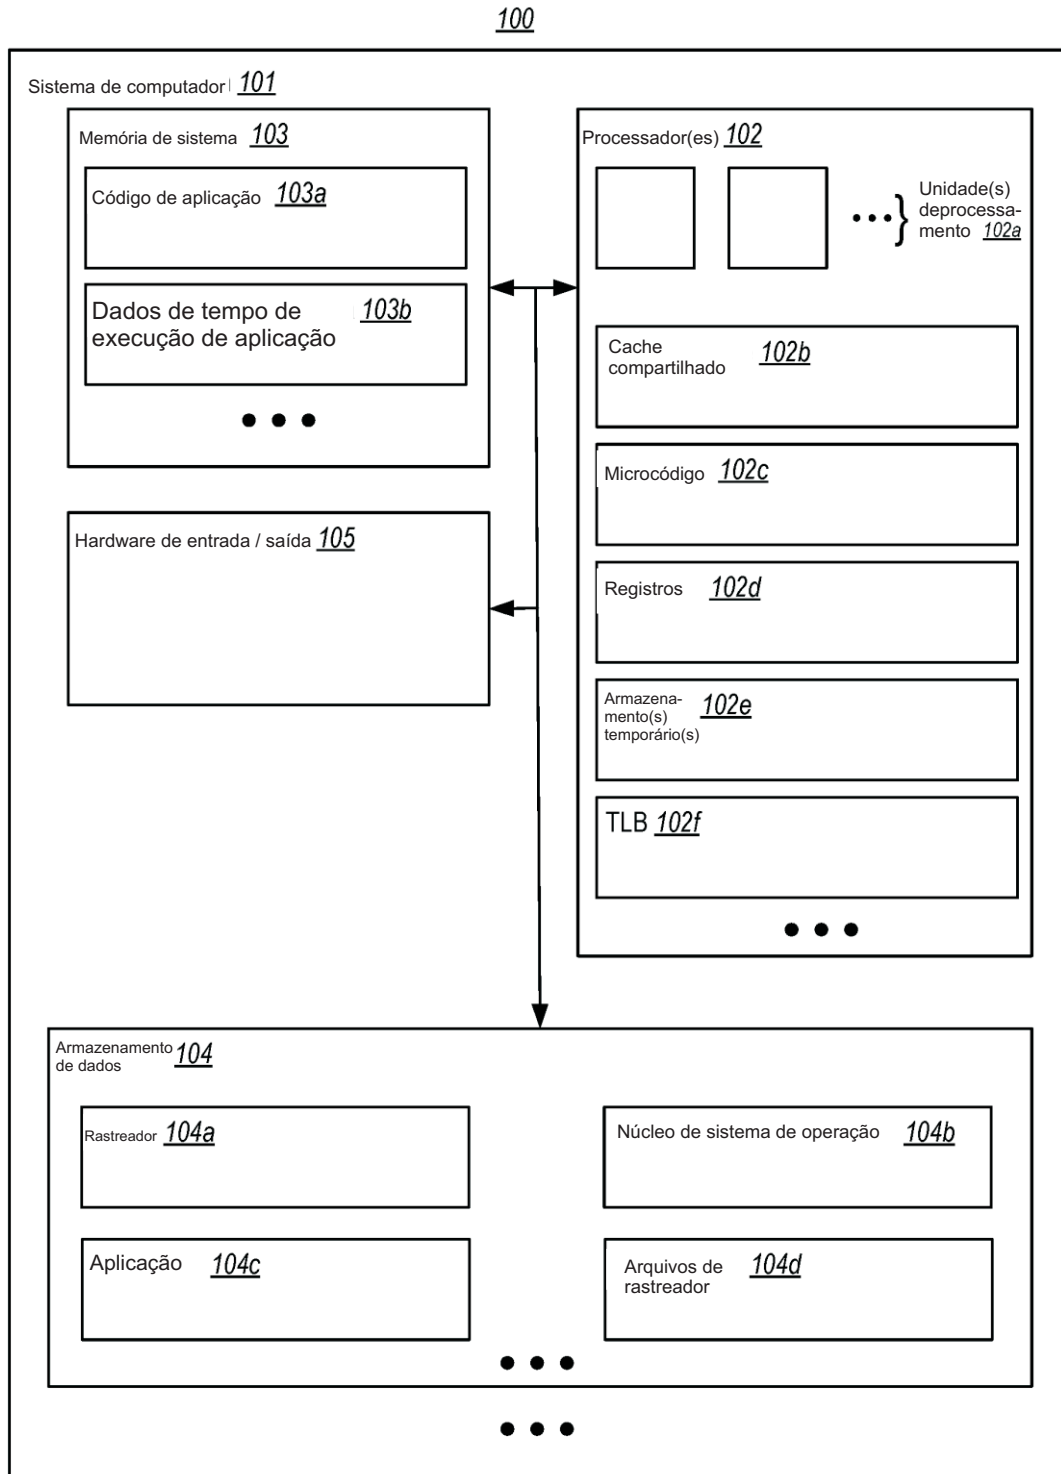 100
Sistema de computador 101
Memória de sistema 103
Código de aplicação 103a
Dados de tempo de 103b
execução de aplicação
Hardware de entrada / saída 105
Processador(es) 102
Unidade(s)
deprocessa-
mento 102a
Cache 102b
compartilhado
Microcódigo 102c
Registros 102d
Armazena-
mento(s) 102e
temporário(s)
TLB 102f
Armazenamento 104
de dados
Rastreador 104a
Núcleo de sistema de operação 104b
Aplicação 104c
Arquivos de 104d
rastreador